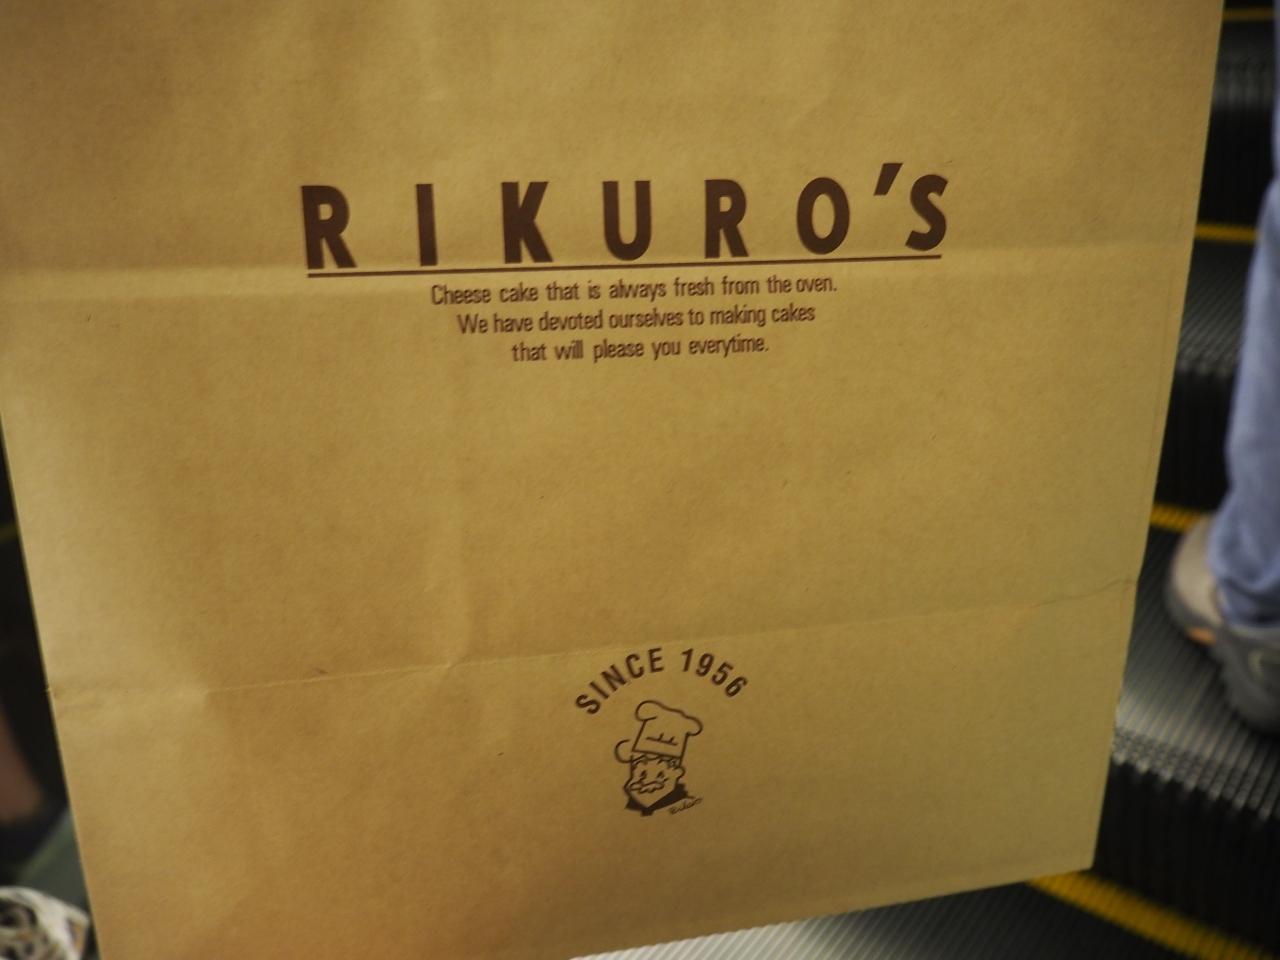 RIKURO'S
Cheese cake that is always fresh from the oven.
We have devoted ourselves to making cakes
that will please you everytime.
SINCE 1956